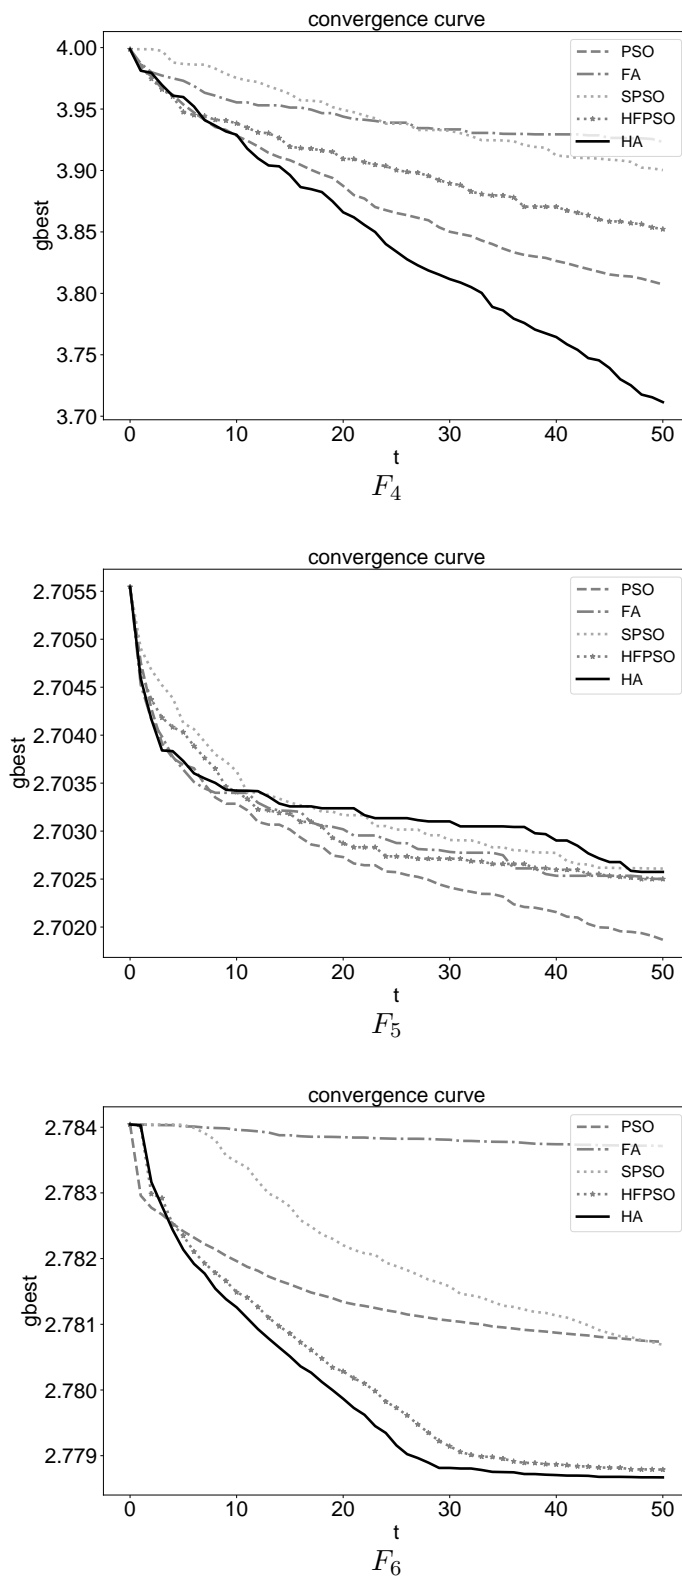 convergence curve
4.00
3.95
3.90
3.85
3.80
3.75
3.70
gbest
PSO
FA
SPSO
HFPSO
HA
0 10 20 30 40 50
t
F4
convergence curve
2.7055
2.7050
2.7045
2.7040
2.7035
2.7030
2.7025
2.7020
gbest
PSO
FA
SPSO
HFPSO
HA
0 10 20 30 40 50
t
F5
convergence curve
2.784
2.783
2.782
2.781
2.780
2.779
gbest
PSO
FA
SPSO
HFPSO
HA
0 10 20 30 40 50
t
F6